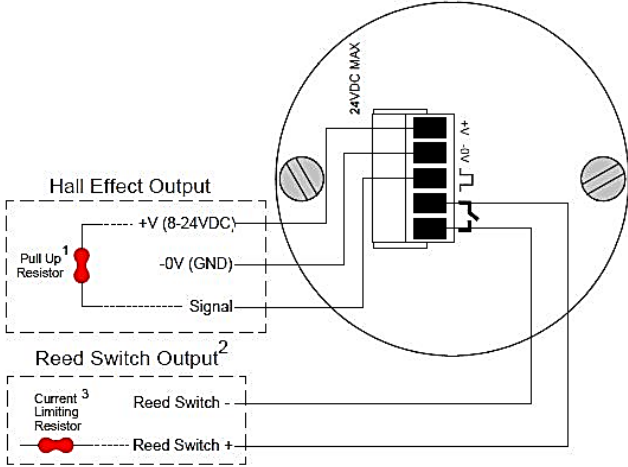 24VDC MAX
+V
-0V
Hall Effect Output
+V (8-24VDC)
Pull Up 1
Resistor
-0V (GND)
Signal
Reed Switch Output 2
Current 3
Limiting
Resistor
Reed Switch -
Reed Switch +